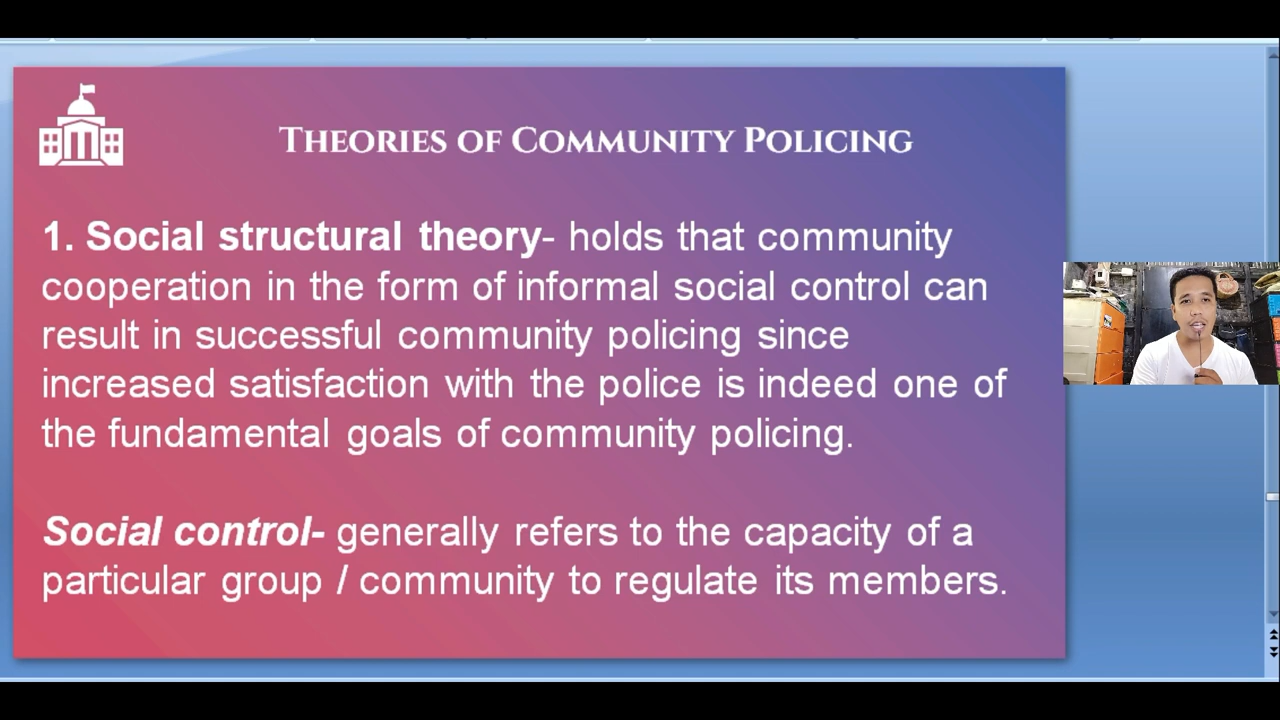 THEORIES OF COMMUNITY POLICING
1. Social structural theory- holds that community
cooperation in the form of informal social control can
result in successful community policing since
increased satisfaction with the police is indeed one of
the fundamental goals of community policing.
Social control- generally refers to the capacity of a
particular group / community to regulate its members.